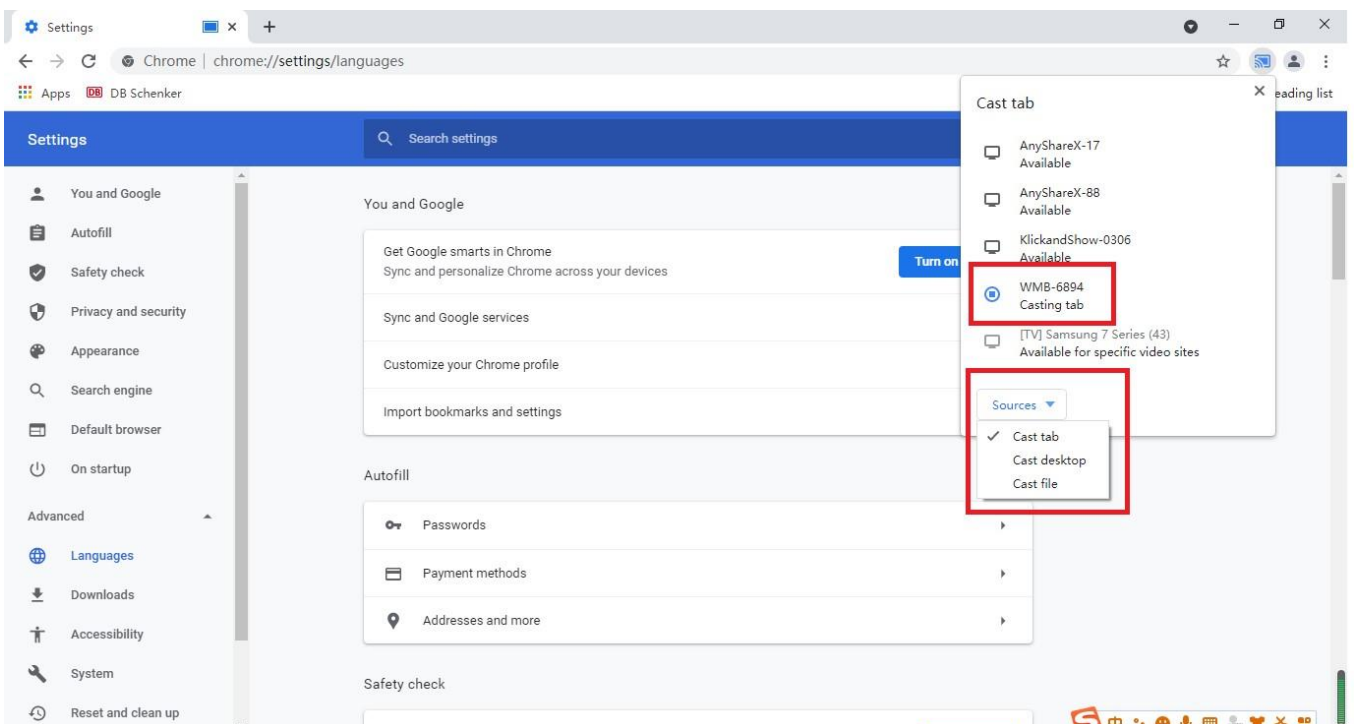 Settings
Chrome | chrome://settings/languages
Apps DB DB Schenker
eading list
Settings
Search settings
You and Google
Autofill
Safety check
Privacy and security
Appearance
Search engine
Default browser
On startup
Advanced
Languages
Downloads
Accessibility
System
Reset and clean up
You and Google
Get Google smarts in Chrome
Sync and personalize Chrome across your devices
Turn on
Sync and Google services
Customize your Chrome profile
Import bookmarks and settings
Autofill
Passwords
Payment methods
Addresses and more
Safety check
Cast tab
AnyShareX-17
Available
AnyShareX-88
Available
KlickandShow-0306
Available
WMB-6894
Casting tab
[TV] Samsung 7 Series (43)
Available for specific video sites
Sources
Cast tab
Cast desktop
Cast file
S 中